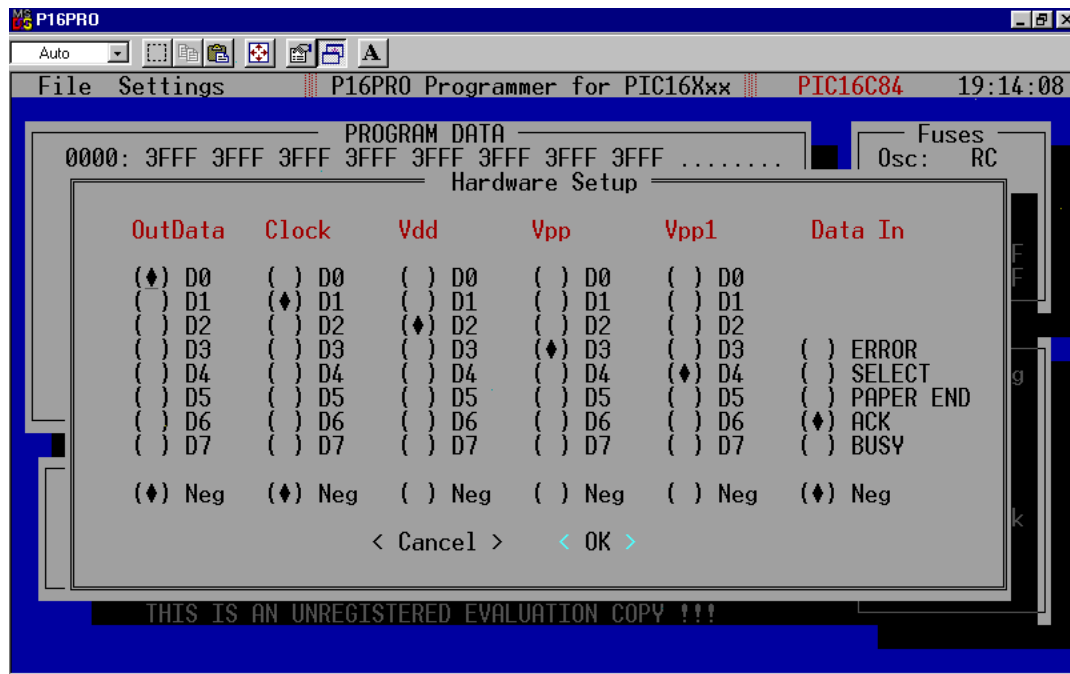 P16PRO
Auto
A
File Settings P16PRO Programmer for PIC16Xxx PIC16C84 19:14:08
PROGRAM DATA Fuses
0000: 3FFF 3FFF 3FFF 3FFF 3FFF 3FFF 3FFF 3FFF ........ Osc: RC
Hardware Setup
OutData Clock Vdd Vpp Vpp1 Data In
(♦) D0 ( ) D0 ( ) D0 ( ) D0 ( ) D0
( ) D1 (♦) D1 ( ) D1 ( ) D1 ( ) D1
( ) D2 ( ) D2 (♦) D2 ( ) D2 ( ) D2
( ) D3 ( ) D3 ( ) D3 (♦) D3 ( ) D3 ( ) ERROR
( ) D4 ( ) D4 ( ) D4 ( ) D4 (♦) D4 ( ) SELECT
( ) D5 ( ) D5 ( ) D5 ( ) D5 ( ) D5 ( ) PAPER END
( ) D6 ( ) D6 ( ) D6 ( ) D6 ( ) D6 (♦) ACK
( ) D7 ( ) D7 ( ) D7 ( ) D7 ( ) D7 ( ) BUSY
(♦) Neg (♦) Neg ( ) Neg ( ) Neg ( ) Neg (♦) Neg
< Cancel > < OK >
THIS IS AN UNREGISTERED EVALUATION COPY !!!